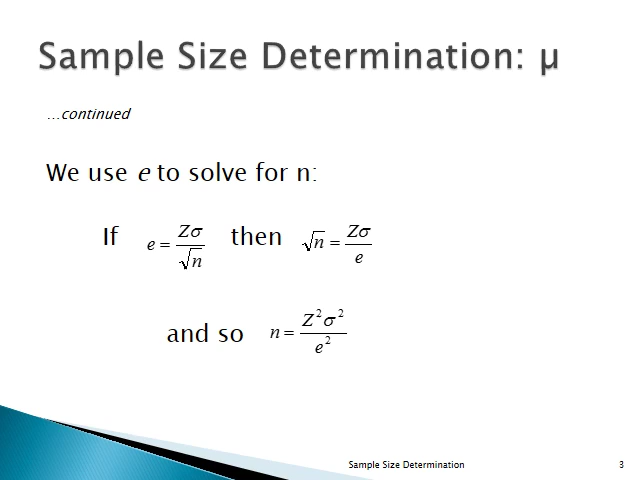 Sample Size Determination: µ
…continued
We use e to solve for n:
If e = Zσ/√n then √n = Zσ/e
and so n = Z²σ²/e²
Sample Size Determination 3